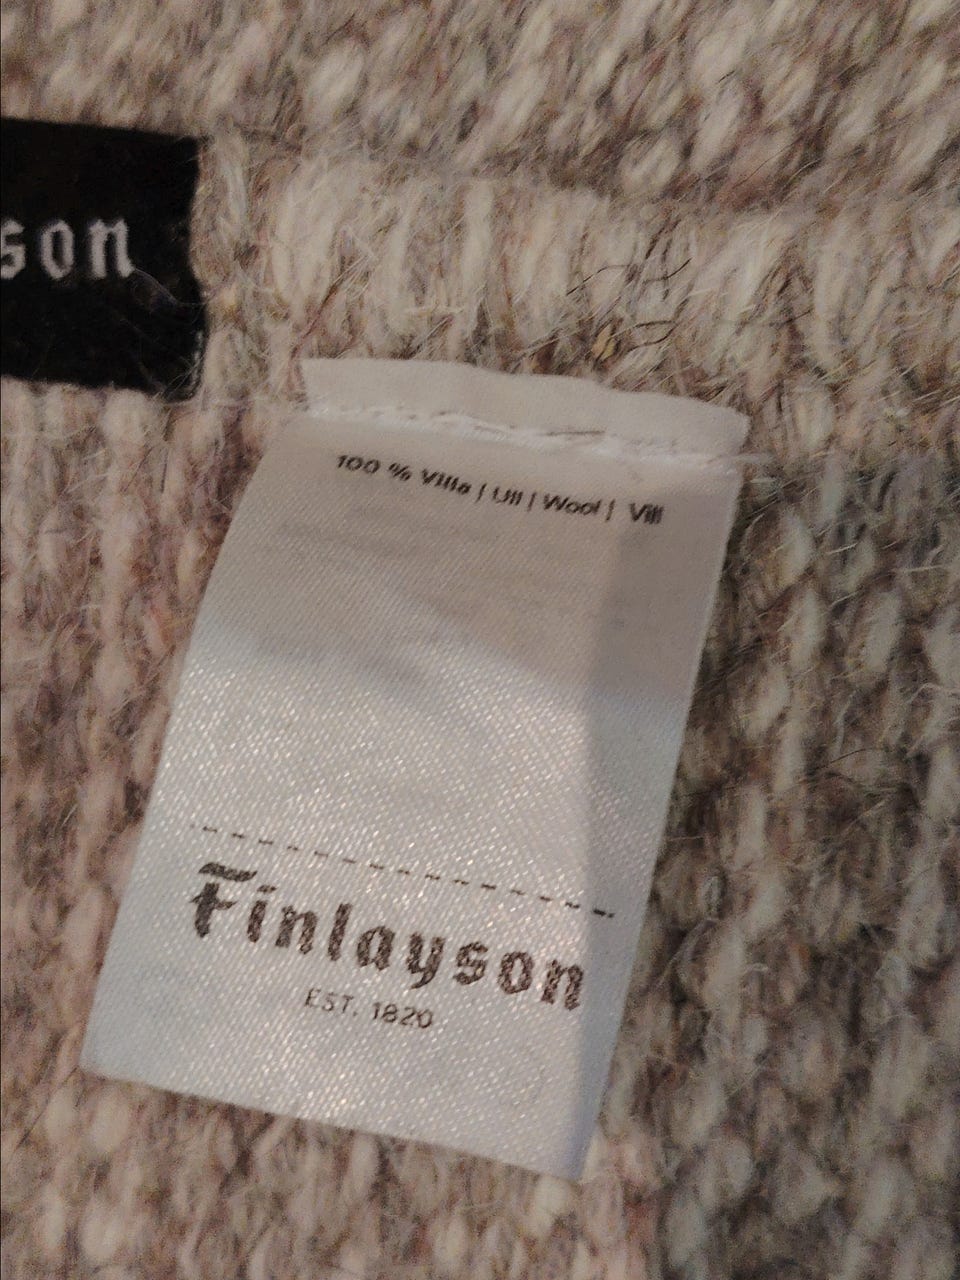 son
100 % Villa | Ull | Wool | Vill
Finlayson
EST. 1820